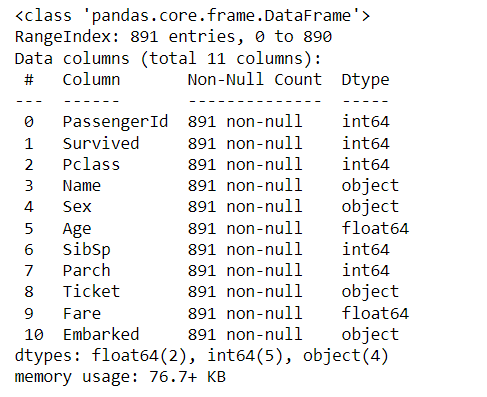 <class 'pandas.core.frame.DataFrame'>
RangeIndex: 891 entries, 0 to 890
Data columns (total 11 columns):
 #   Column       Non-Null Count  Dtype
---  ------       --------------  -----
 0   PassengerId  891 non-null    int64
 1   Survived     891 non-null    int64
 2   Pclass       891 non-null    int64
 3   Name         891 non-null    object
 4   Sex          891 non-null    object
 5   Age          891 non-null    float64
 6   SibSp        891 non-null    int64
 7   Parch        891 non-null    int64
 8   Ticket       891 non-null    object
 9   Fare         891 non-null    float64
 10  Embarked     891 non-null    object
dtypes: float64(2), int64(5), object(4)
memory usage: 76.7+ KB